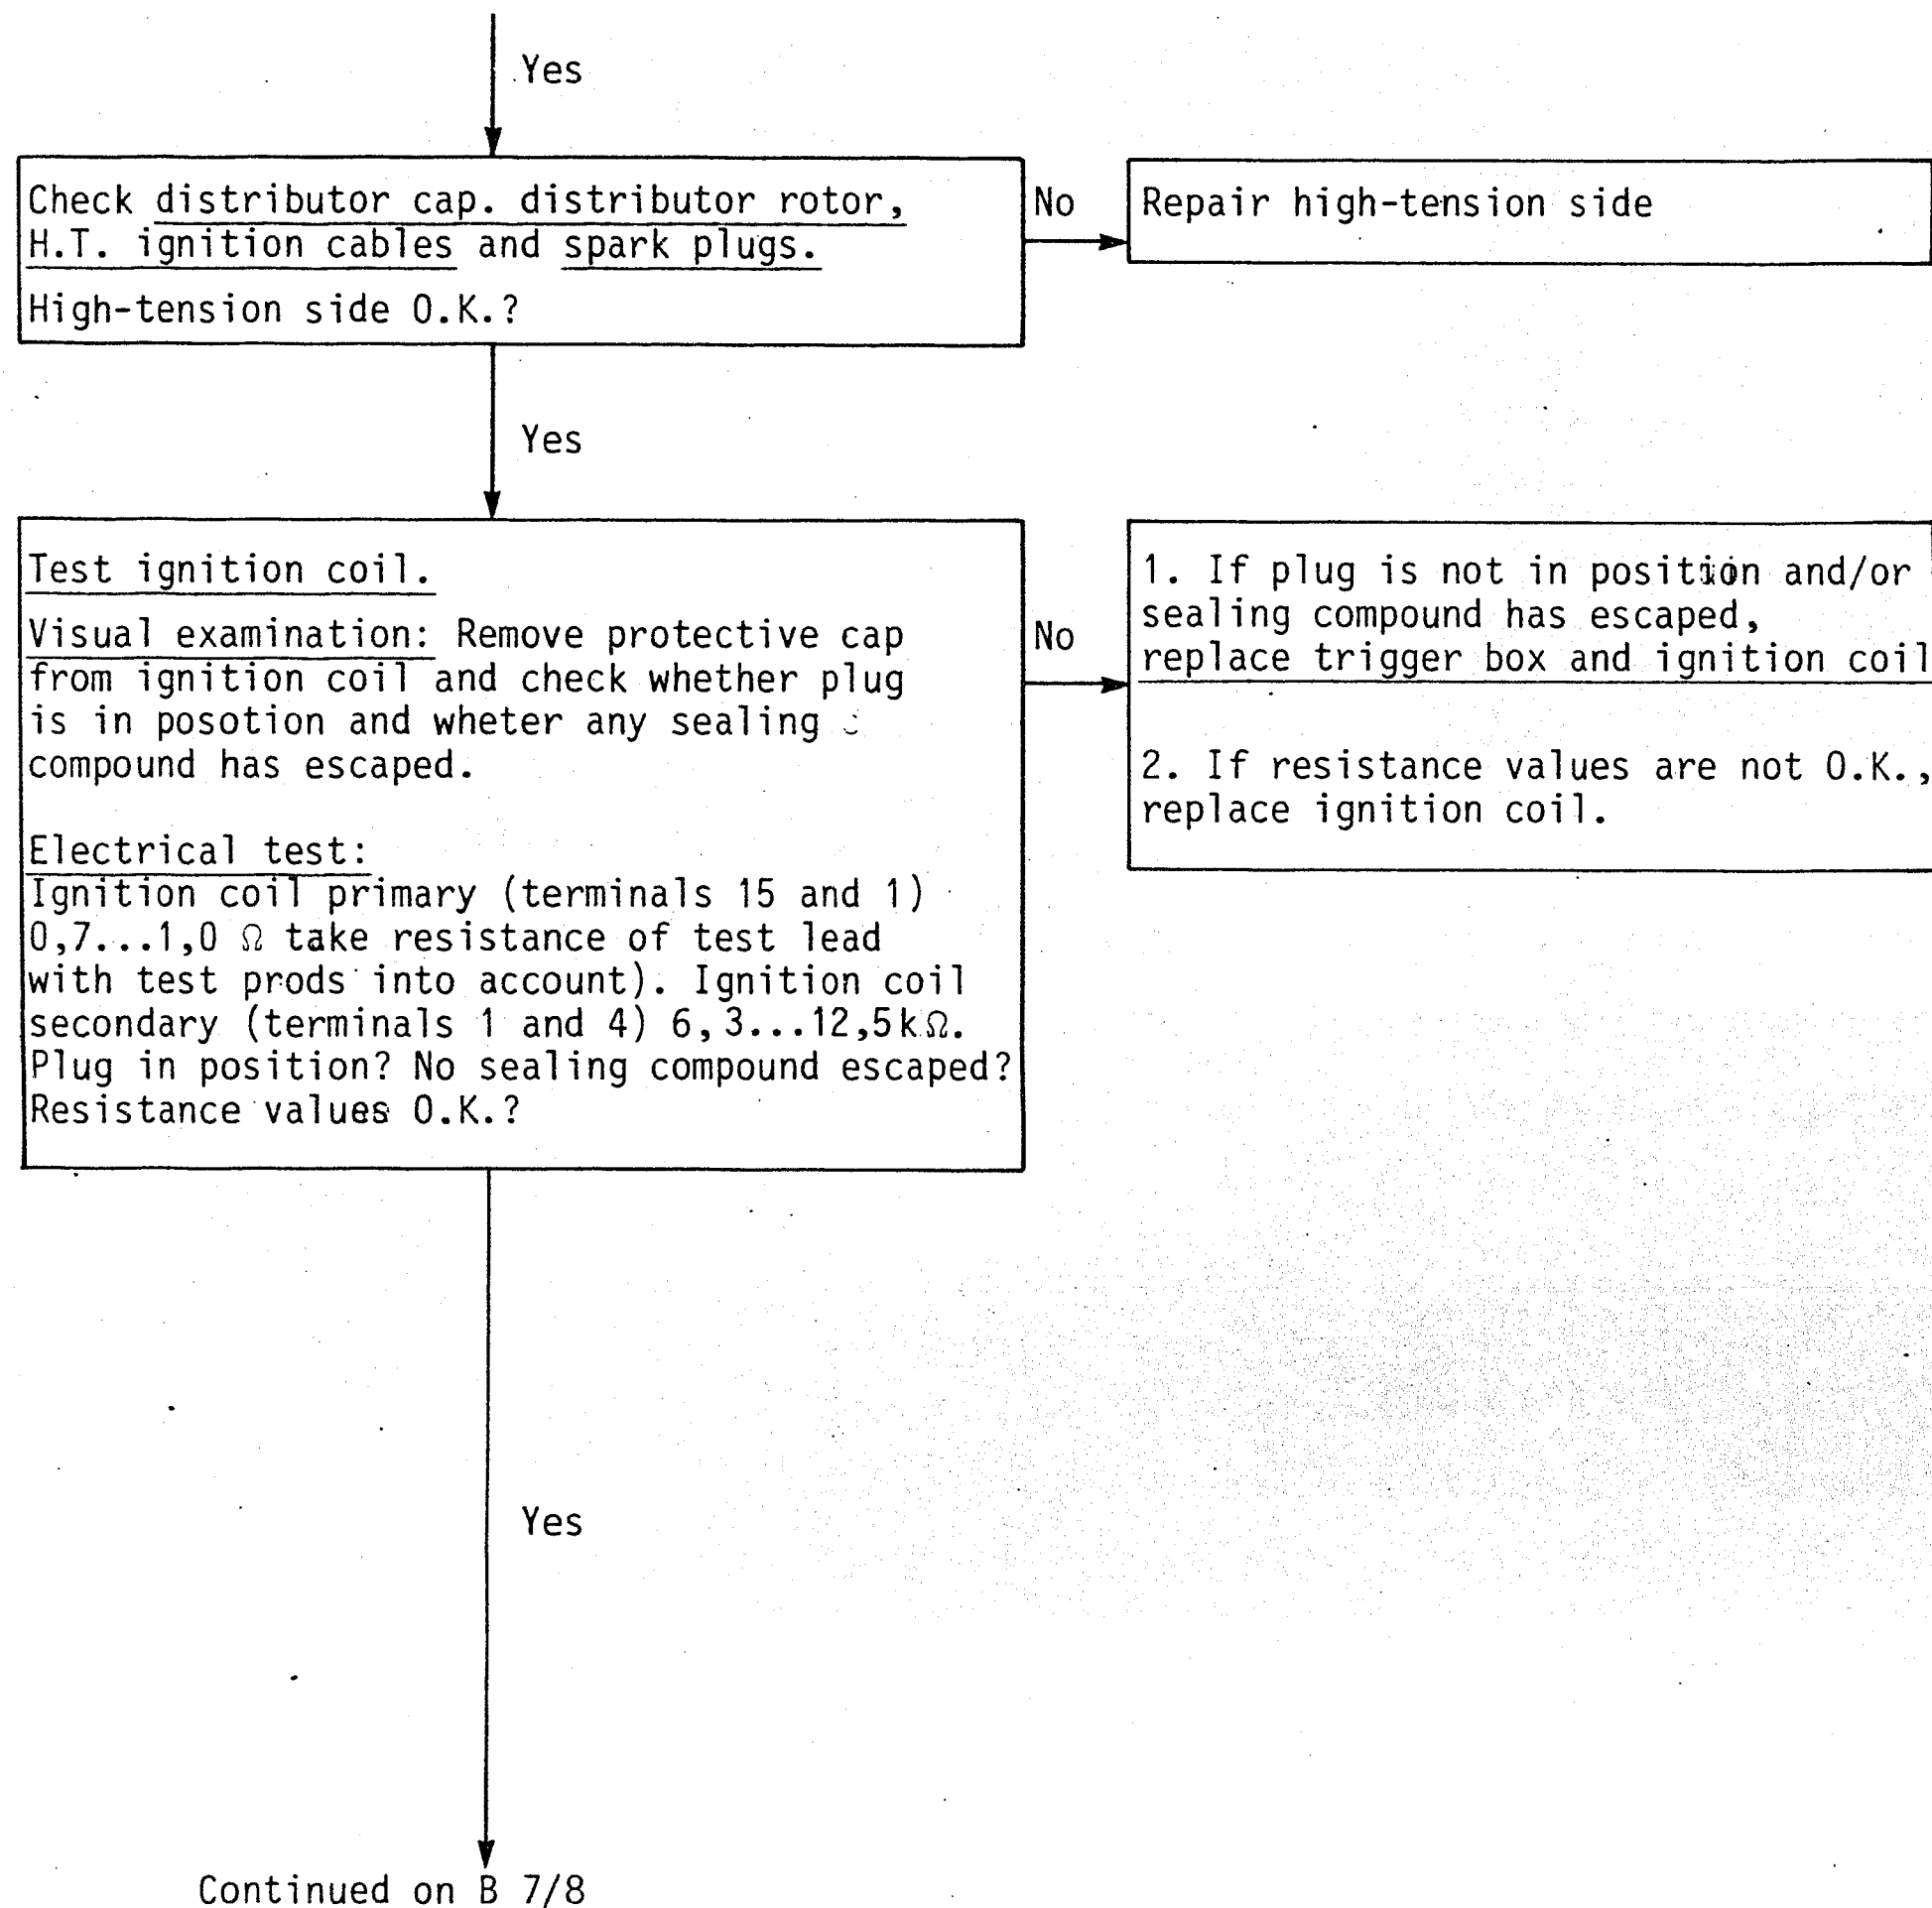 Yes
Check distributor cap. distributor rotor,
H.T. ignition cables and spark plugs.
High-tension side O.K.?
No
Repair high-tension side
Yes
Test ignition coil.
Visual examination: Remove protective cap
from ignition coil and check whether plug
is in posotion and wheter any sealing
compound has escaped.
Electrical test:
Ignition coil primary (terminals 15 and 1)
0,7...1,0 Ω take resistance of test lead
with test prods into account). Ignition coil
secondary (terminals 1 and 4) 6,3...12,5kΩ.
Plug in position? No sealing compound escaped?
Resistance values O.K.?
No
1. If plug is not in position and/or
sealing compound has escaped,
replace trigger box and ignition coil
2. If resistance values are not O.K.,
replace ignition coil.
Yes
Continued on B 7/8